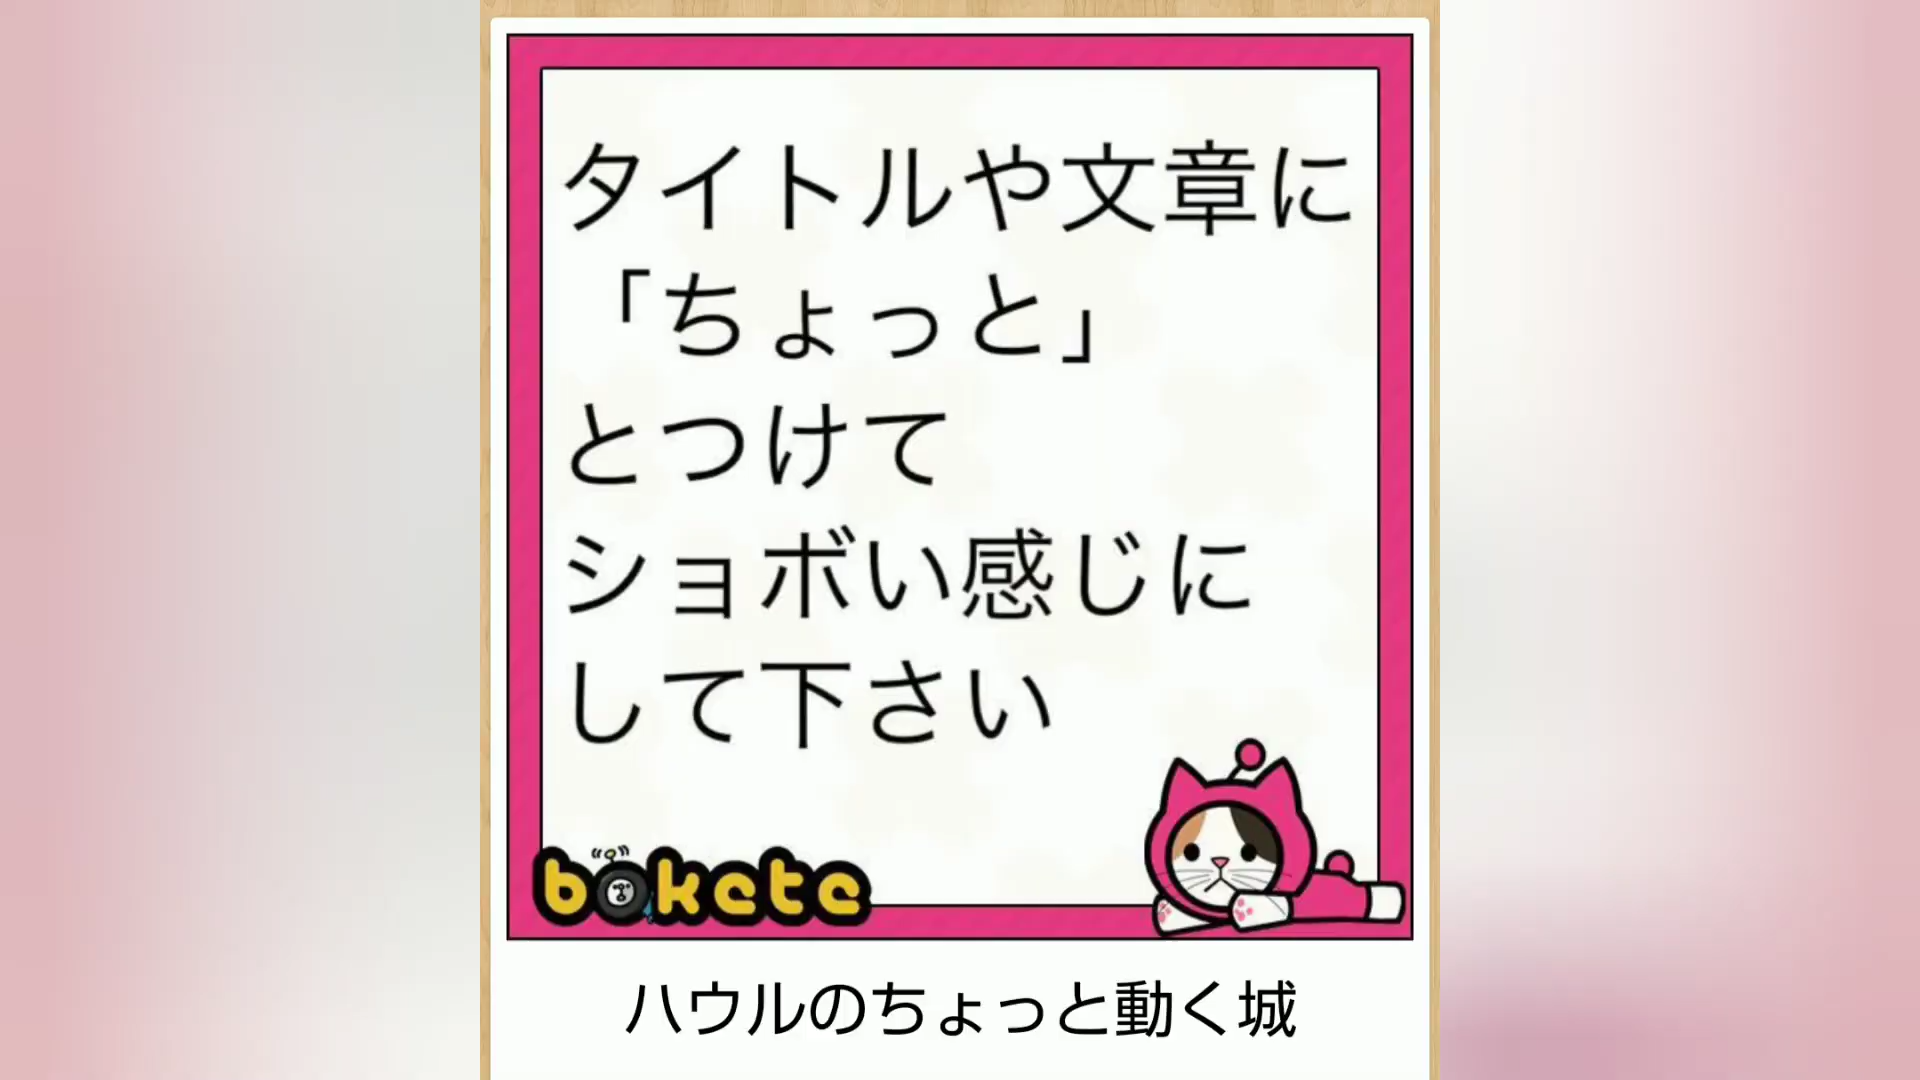 タイトルや文章に
「ちょっと」
とつけて
ショボい感じに
して下さい
bokete
ハウルのちょっと動く城